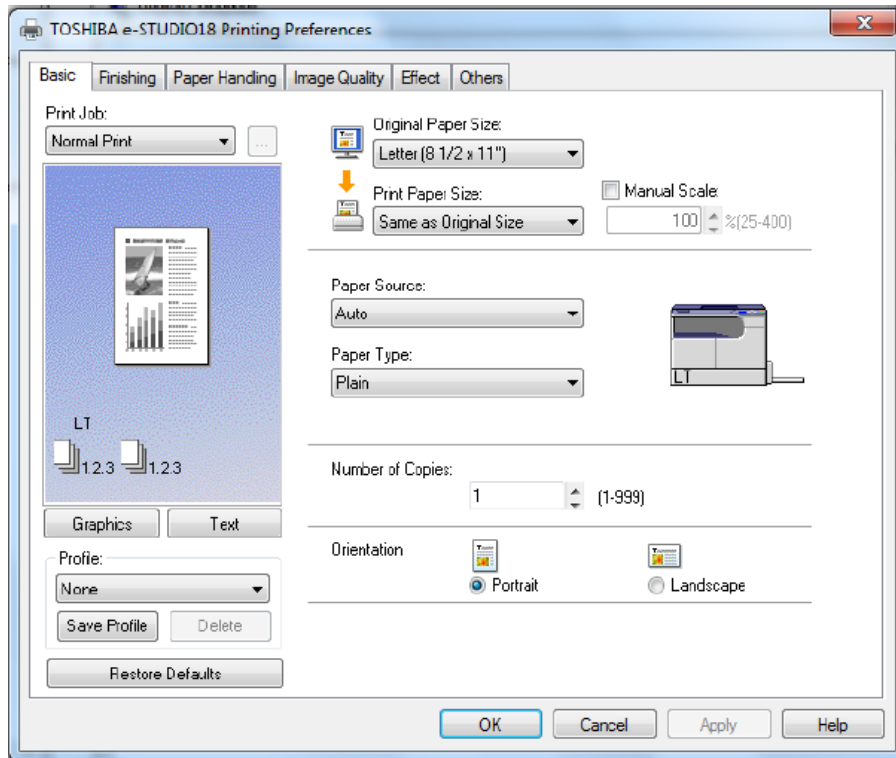 TOSHIBA e-STUDIO18 Printing Preferences
Basic Finishing Paper Handling Image Quality Effect Others
Print Job:
Normal Print
...
LT
1.2.3 1.2.3
Graphics Text
Profile:
None
Save Profile Delete
Restore Defaults
Original Paper Size:
Letter (8 1/2 x 11")
Print Paper Size:
Same as Original Size
Manual Scale:
100 %(25-400)
Paper Source:
Auto
Paper Type:
Plain
LT
Number of Copies:
1 (1-999)
Orientation
Portrait Landscape
OK Cancel Apply Help